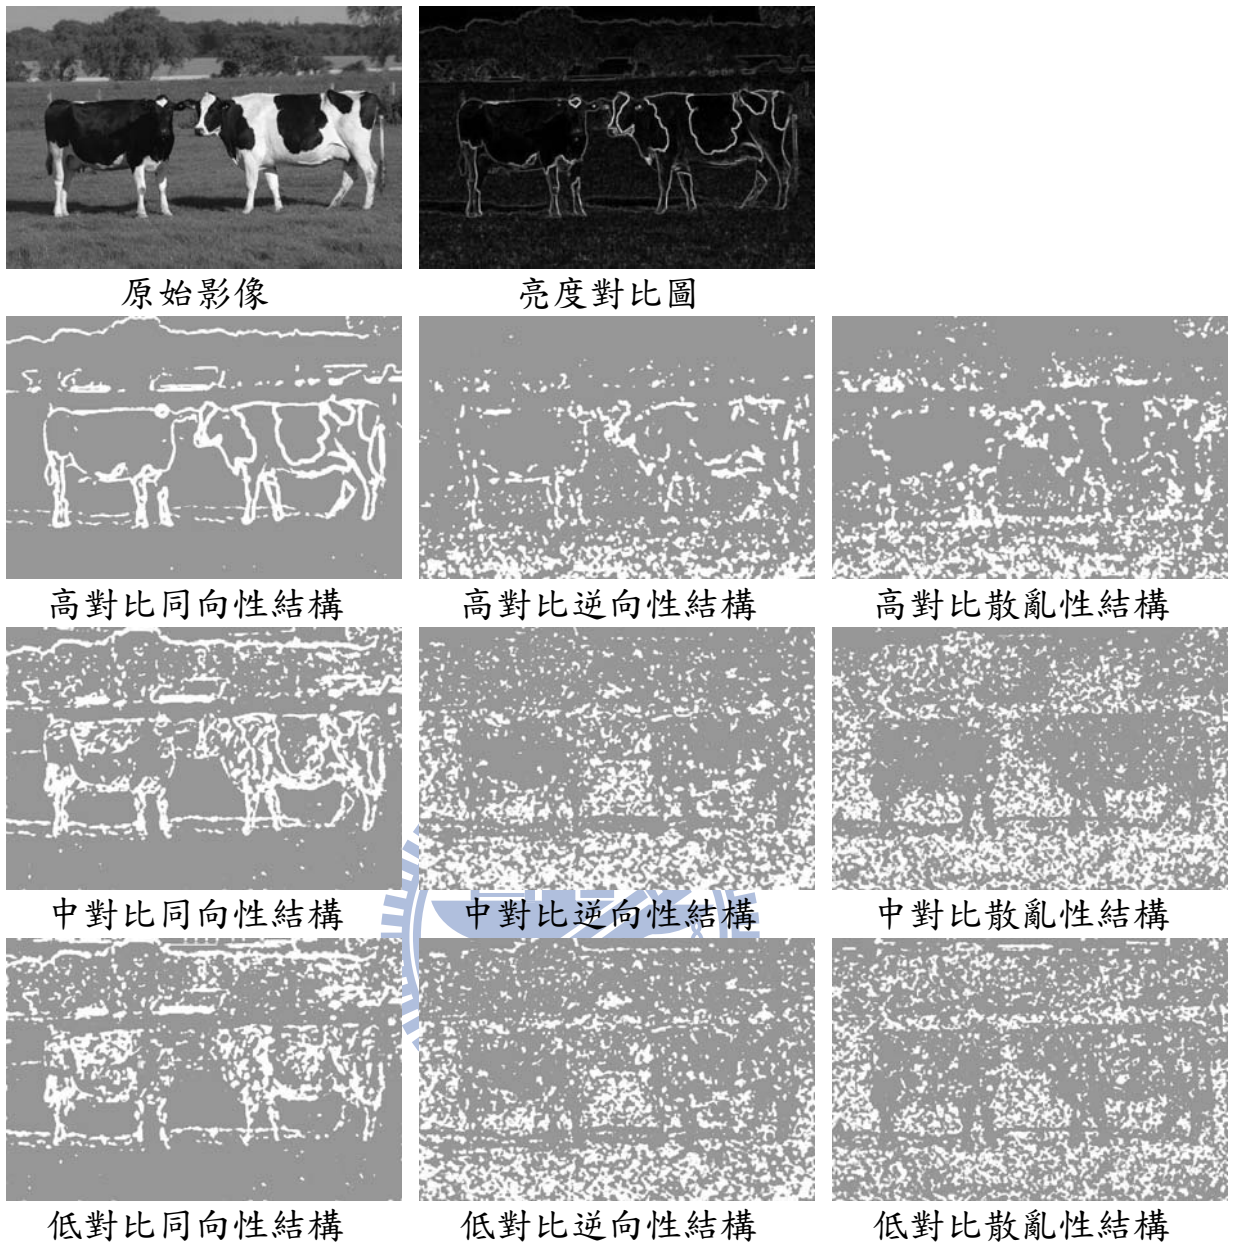 原始影像
亮度對比圖
高對比同向性結構
高對比逆向性結構
高對比散亂性結構
中對比同向性結構
中對比逆向性結構
中對比散亂性結構
低對比同向性結構
低對比逆向性結構
低對比散亂性結構